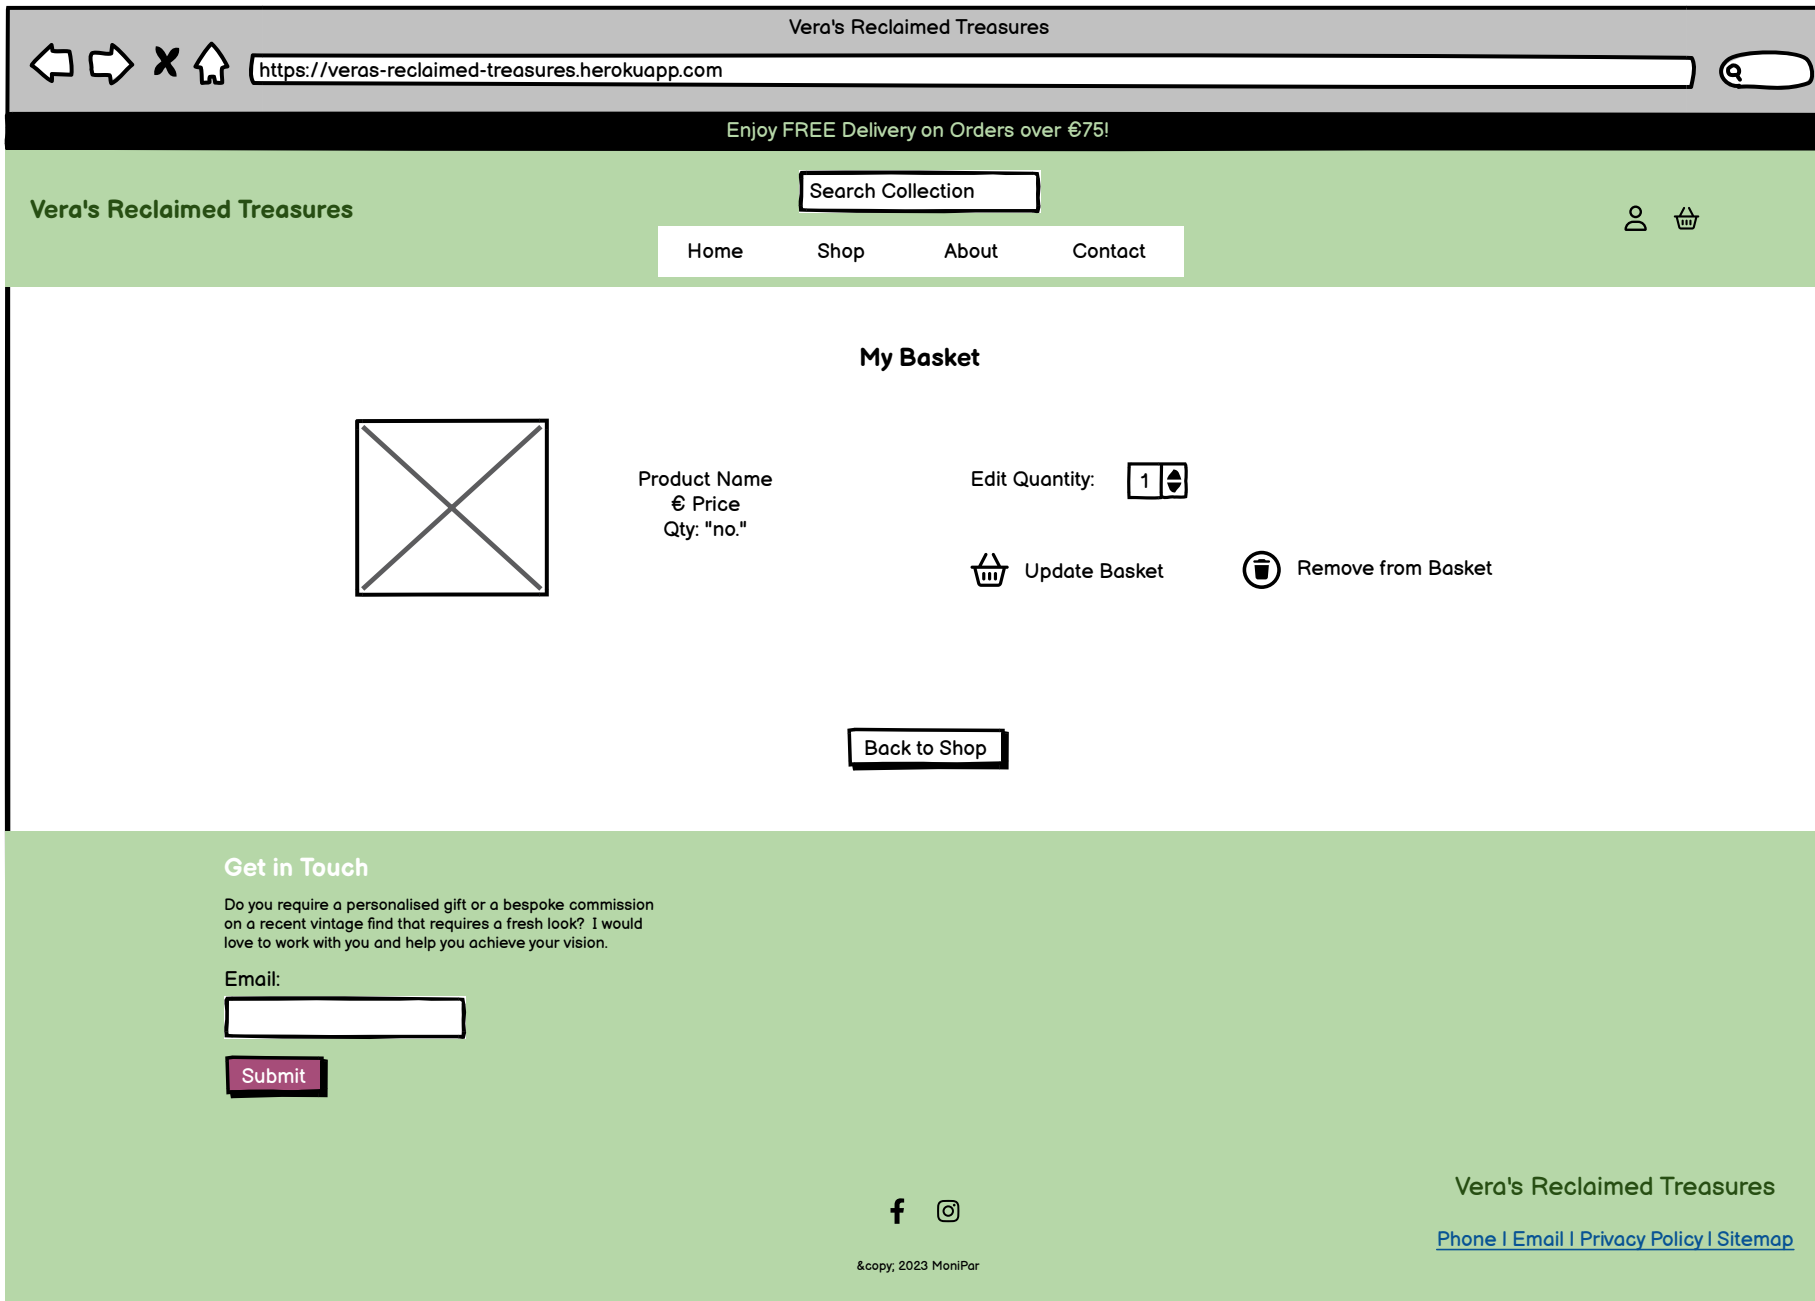 Vera's Reclaimed Treasures
https://veras-reclaimed-treasures.herokuapp.com
Enjoy FREE Delivery on Orders over €75!
Vera's Reclaimed Treasures
Search Collection
Home Shop About Contact
My Basket
Product Name
€ Price
Qty: "no."
Edit Quantity: 1
Update Basket
Remove from Basket
Back to Shop
Get in Touch
Do you require a personalised gift or a bespoke commission
on a recent vintage find that requires a fresh look? I would
love to work with you and help you achieve your vision.
Email:
Submit
Vera's Reclaimed Treasures
Phone | Email | Privacy Policy | Sitemap
&copy; 2023 MoniPar